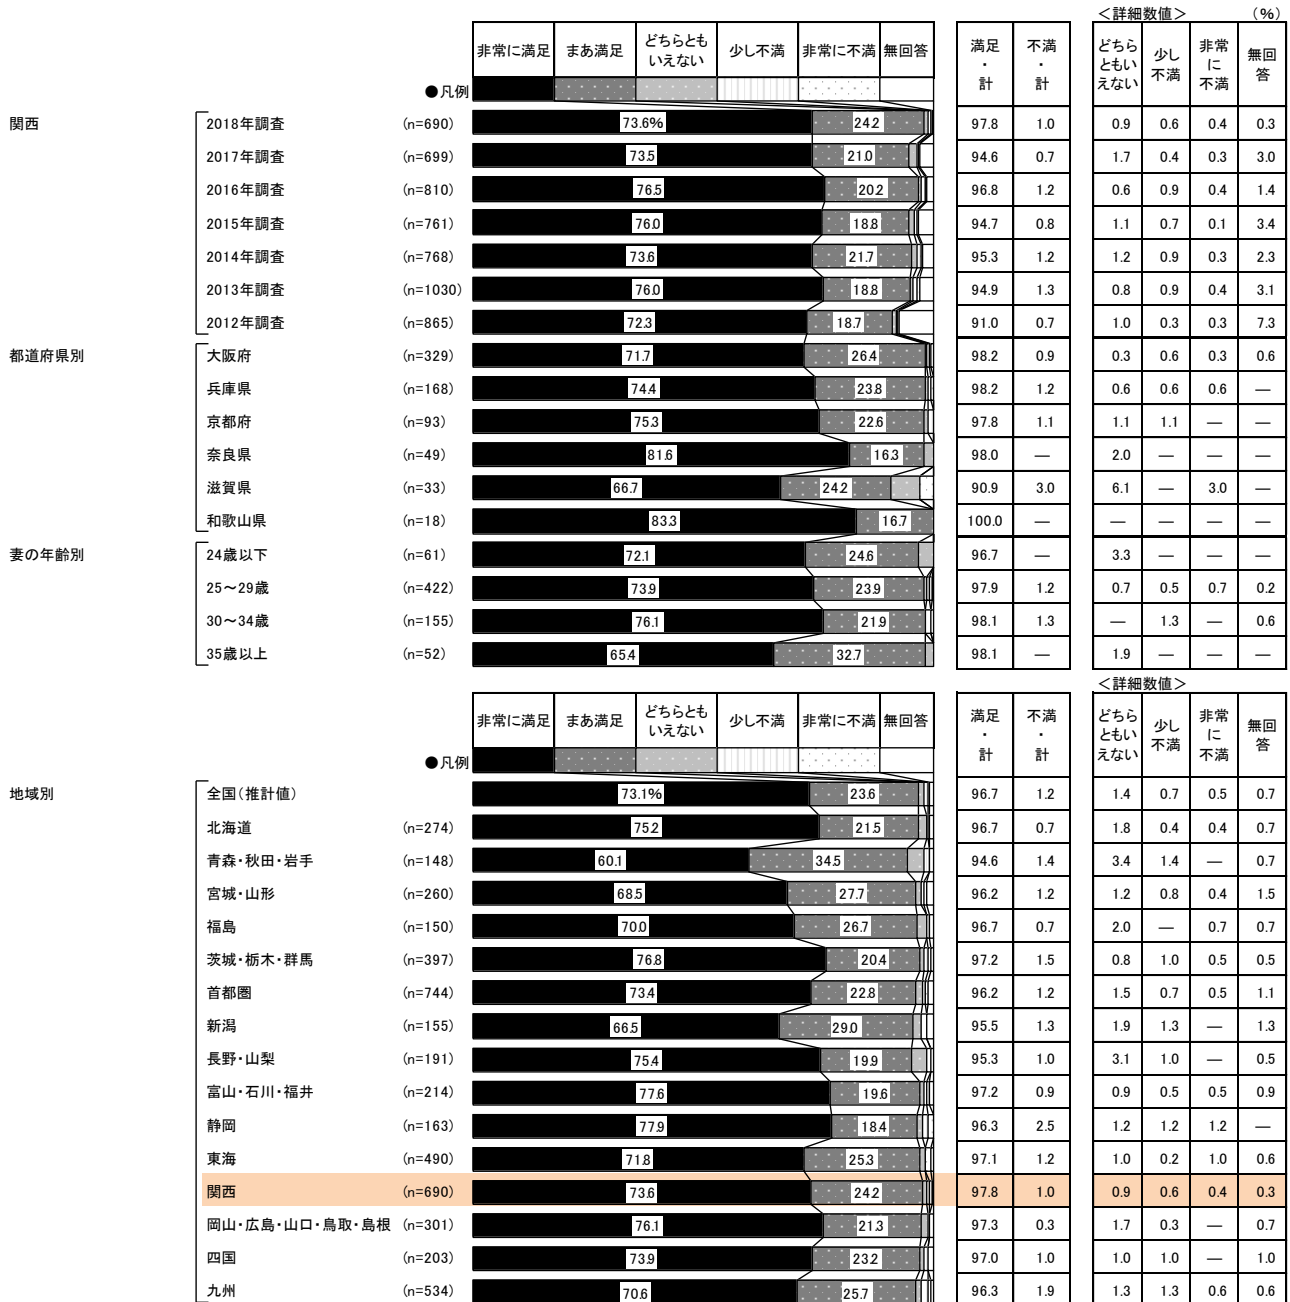 ＜詳細数値＞ （％）
非常に満足 まあ満足 どちらともいえない 少し不満 非常に不満 無回答 満足・計 不満・計 どちらともいえない 少し不満 非常に不満 無回答
●凡例
関西 2018年調査 (n=690) 73.6% 24.2 97.8 1.0 0.9 0.6 0.4 0.3
2017年調査 (n=699) 73.5 21.0 94.6 0.7 1.7 0.4 0.3 3.0
2016年調査 (n=810) 76.5 20.2 96.8 1.2 0.6 0.9 0.4 1.4
2015年調査 (n=761) 76.0 18.8 94.7 0.8 1.1 0.7 0.1 3.4
2014年調査 (n=768) 73.6 21.7 95.3 1.2 1.2 0.9 0.3 2.3
2013年調査 (n=1030) 76.0 18.8 94.9 1.3 0.8 0.9 0.4 3.1
2012年調査 (n=865) 72.3 18.7 91.0 0.7 1.0 0.3 0.3 7.3
都道府県別 大阪府 (n=329) 71.7 26.4 98.2 0.9 0.3 0.6 0.3 0.6
兵庫県 (n=168) 74.4 23.8 98.2 1.2 0.6 0.6 0.6 ―
京都府 (n=93) 75.3 22.6 97.8 1.1 1.1 1.1 ― ―
奈良県 (n=49) 81.6 16.3 98.0 ― 2.0 ― ― ―
滋賀県 (n=33) 66.7 24.2 90.9 3.0 6.1 ― 3.0 ―
和歌山県 (n=18) 83.3 16.7 100.0 ― ― ― ― ―
妻の年齢別 24歳以下 (n=61) 72.1 24.6 96.7 ― 3.3 ― ― ―
25～29歳 (n=422) 73.9 23.9 97.9 1.2 0.7 0.5 0.7 0.2
30～34歳 (n=155) 76.1 21.9 98.1 1.3 ― 1.3 ― 0.6
35歳以上 (n=52) 65.4 32.7 98.1 ― 1.9 ― ― ―
＜詳細数値＞
非常に満足 まあ満足 どちらともいえない 少し不満 非常に不満 無回答 満足・計 不満・計 どちらともいえない 少し不満 非常に不満 無回答
●凡例
地域別 全国（推計値） 73.1% 23.6 96.7 1.2 1.4 0.7 0.5 0.7
北海道 (n=274) 75.2 21.5 96.7 0.7 1.8 0.4 0.4 0.7
青森・秋田・岩手 (n=148) 60.1 34.5 94.6 1.4 3.4 1.4 ― 0.7
宮城・山形 (n=260) 68.5 27.7 96.2 1.2 1.2 0.8 0.4 1.5
福島 (n=150) 70.0 26.7 96.7 0.7 2.0 ― 0.7 0.7
茨城・栃木・群馬 (n=397) 76.8 20.4 97.2 1.5 0.8 1.0 0.5 0.5
首都圏 (n=744) 73.4 22.8 96.2 1.2 1.5 0.7 0.5 1.1
新潟 (n=155) 66.5 29.0 95.5 1.3 1.9 1.3 ― 1.3
長野・山梨 (n=191) 75.4 19.9 95.3 1.0 3.1 1.0 ― 0.5
富山・石川・福井 (n=214) 77.6 19.6 97.2 0.9 0.9 0.5 0.5 0.9
静岡 (n=163) 77.9 18.4 96.3 2.5 1.2 1.2 1.2 ―
東海 (n=490) 71.8 25.3 97.1 1.2 1.0 0.2 1.0 0.6
関西 (n=690) 73.6 24.2 97.8 1.0 0.9 0.6 0.4 0.3
岡山・広島・山口・鳥取・島根 (n=301) 76.1 21.3 97.3 0.3 1.7 0.3 ― 0.7
四国 (n=203) 73.9 23.2 97.0 1.0 1.0 1.0 ― 1.0
九州 (n=534) 70.6 25.7 96.3 1.9 1.3 1.3 0.6 0.6